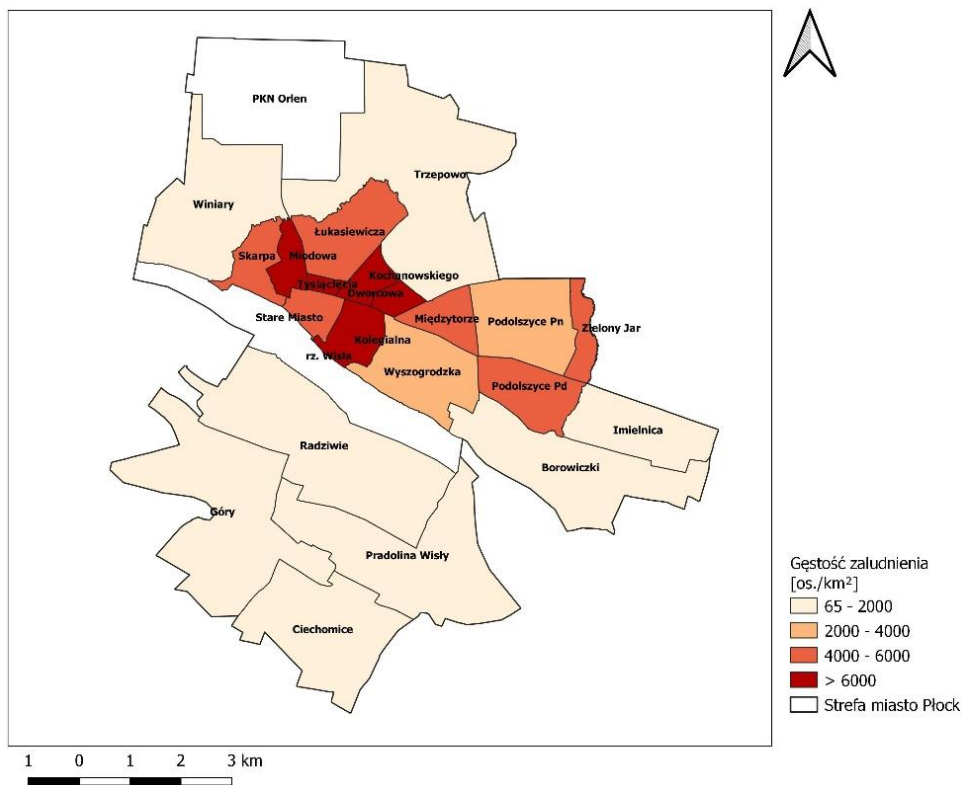 PKN Orlen
Trzepowo
Winiary
Łukasiewicza
Skarpa
Miodowa
Kochanowskiego
Tysiąclecia
Dworcowa
Stare Miasto
Międzytorze
Podolszyce Pn
Zielony Jar
Kolegialna
rz. Wisła
Wyszogrodzka
Podolszyce Pd
Imielnica
Radziwie
Borowiczki
Góry
Pradolina Wisły
Ciechomice
Gęstość zaludnienia
[os./km²]
65 - 2000
2000 - 4000
4000 - 6000
> 6000
Strefa miasto Płock
1 0 1 2 3 km